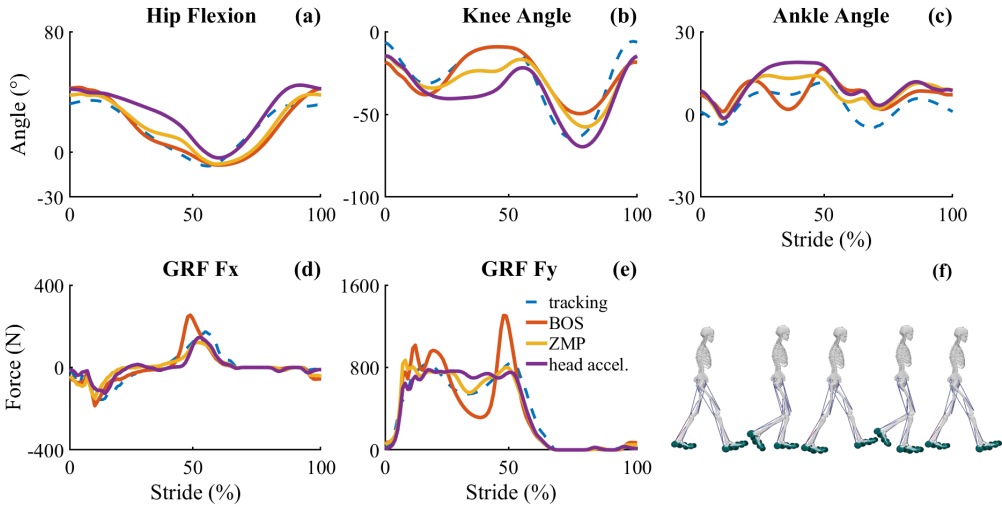 Hip Flexion (a)
Knee Angle (b)
Ankle Angle (c)
Angle (°)
80
0
-30
0 50 100
0
-50
-100
0 50 100
30
0
-30
0 50 100
Stride (%)
GRF Fx (d)
GRF Fy (e)
(f)
Force (N)
400
0
-400
0 50 100
Stride (%)
1600
800
0
0 50 100
Stride (%)
tracking
BOS
ZMP
head accel.